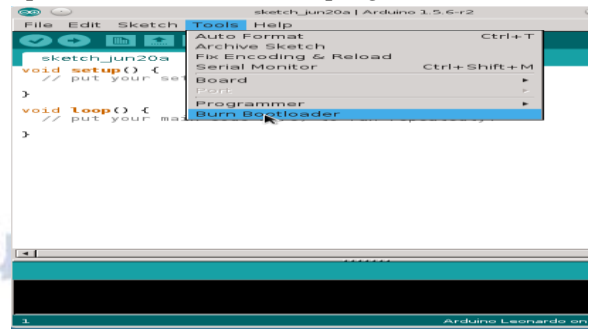 sketch_jun20a | Arduino 1.5.6-r2
File Edit Sketch Tools Help
Auto Format Ctrl+T
Archive Sketch
Fix Encoding & Reload
Serial Monitor Ctrl+Shift+M
Board
Port
Programmer
Burn Bootloader
sketch_jun20a
void setup() {
// put your set
}
void loop() {
// put your mai
}
1
Arduino Leonardo on